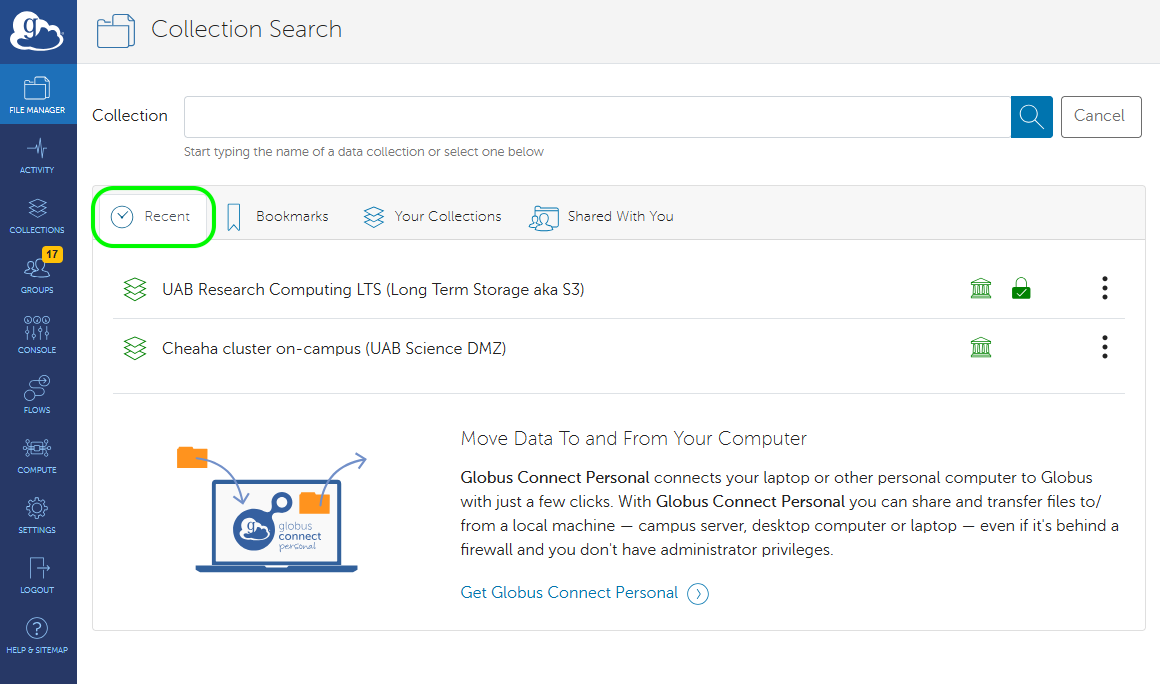 g
Collection Search
FILE MANAGER
ACTIVITY
COLLECTIONS
17
GROUPS
CONSOLE
FLOWS
COMPUTE
SETTINGS
LOGOUT
?
HELP & SITEMAP
Collection
Cancel
Start typing the name of a data collection or select one below
Recent
Bookmarks
Your Collections
Shared With You
UAB Research Computing LTS (Long Term Storage aka S3)
Cheaha cluster on-campus (UAB Science DMZ)
g
globus
connect
personal
Move Data To and From Your Computer
Globus Connect Personal connects your laptop or other personal computer to Globus
with just a few clicks. With Globus Connect Personal you can share and transfer files to/
from a local machine — campus server, desktop computer or laptop — even if it's behind a
firewall and you don't have administrator privileges.
Get Globus Connect Personal